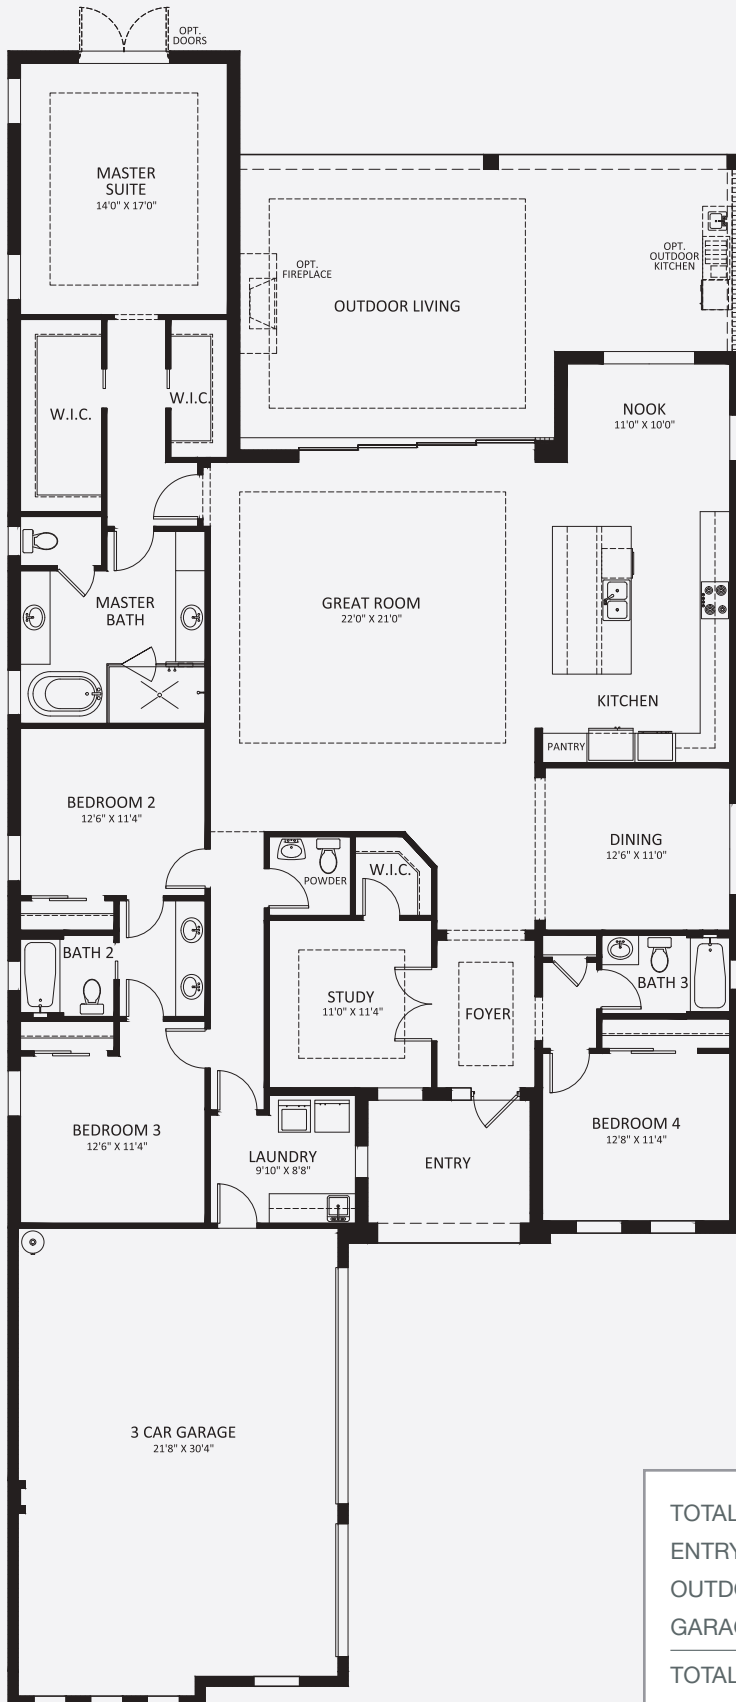 OPT.
DOORS
MASTER
SUITE
14'0" X 17'0"
OPT.
FIREPLACE
OPT.
OUTDOOR
KITCHEN
OUTDOOR LIVING
W.I.C.
W.I.C.
NOOK
11'0" X 10'0"
MASTER
BATH
GREAT ROOM
22'0" X 21'0"
KITCHEN
PANTRY
BEDROOM 2
12'6" X 11'4"
DINING
12'6" X 11'0"
POWDER
W.I.C.
BATH 2
BATH 3
STUDY
11'0" X 11'4"
FOYER
BEDROOM 3
12'6" X 11'4"
BEDROOM 4
12'8" X 11'4"
LAUNDRY
9'10" X 8'8"
ENTRY
3 CAR GARAGE
21'8" X 30'4"
TOTAL
ENTRY
TOTAL